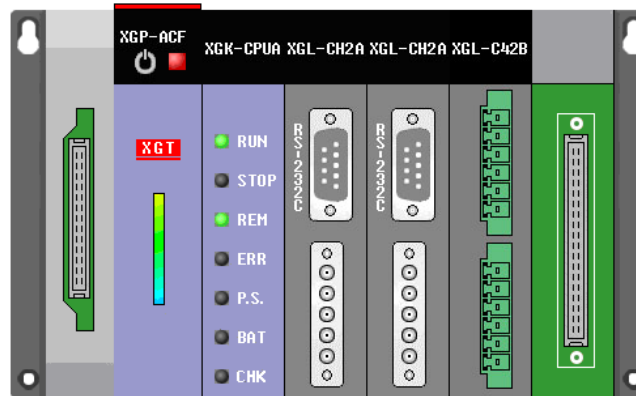 XGP-ACF
XGK-CPUA
XGL-CH2A
XGL-CH2A
XGL-C42B
XGT
RUN
STOP
REM
ERR
P.S.
BAT
CHK
RS-232C
RS-232C